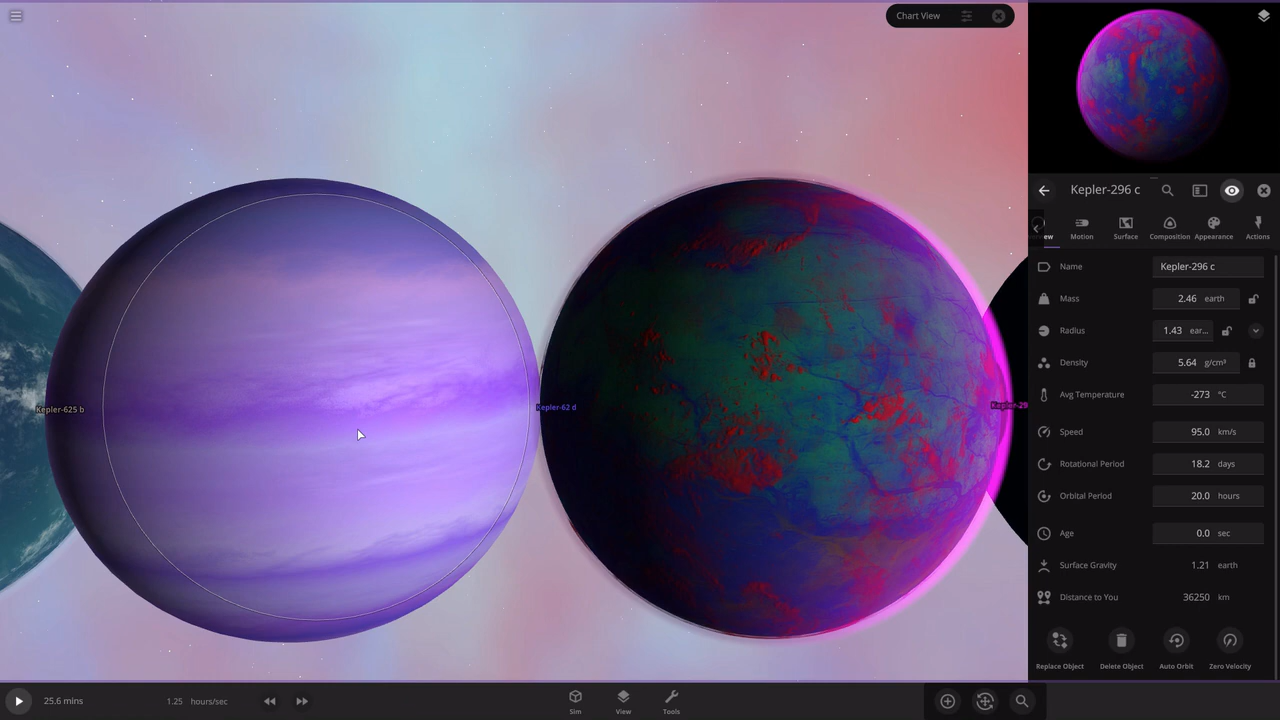 Chart View
Kepler-625 b
Kepler-62 d
Kepler-29
Kepler-296 c
Motion
Surface
Composition
Appearance
Actions
Name
Kepler-296 c
Mass
2.46 earth
Radius
1.43 ear...
Density
5.64 g/cm³
Avg Temperature
-273 °C
Speed
95.0 km/s
Rotational Period
18.2 days
Orbital Period
20.0 hours
Age
0.0 sec
Surface Gravity
1.21 earth
Distance to You
36250 km
Replace Object
Delete Object
Auto Orbit
Zero Velocity
25.6 mins
1.25 hours/sec
Sim
View
Tools